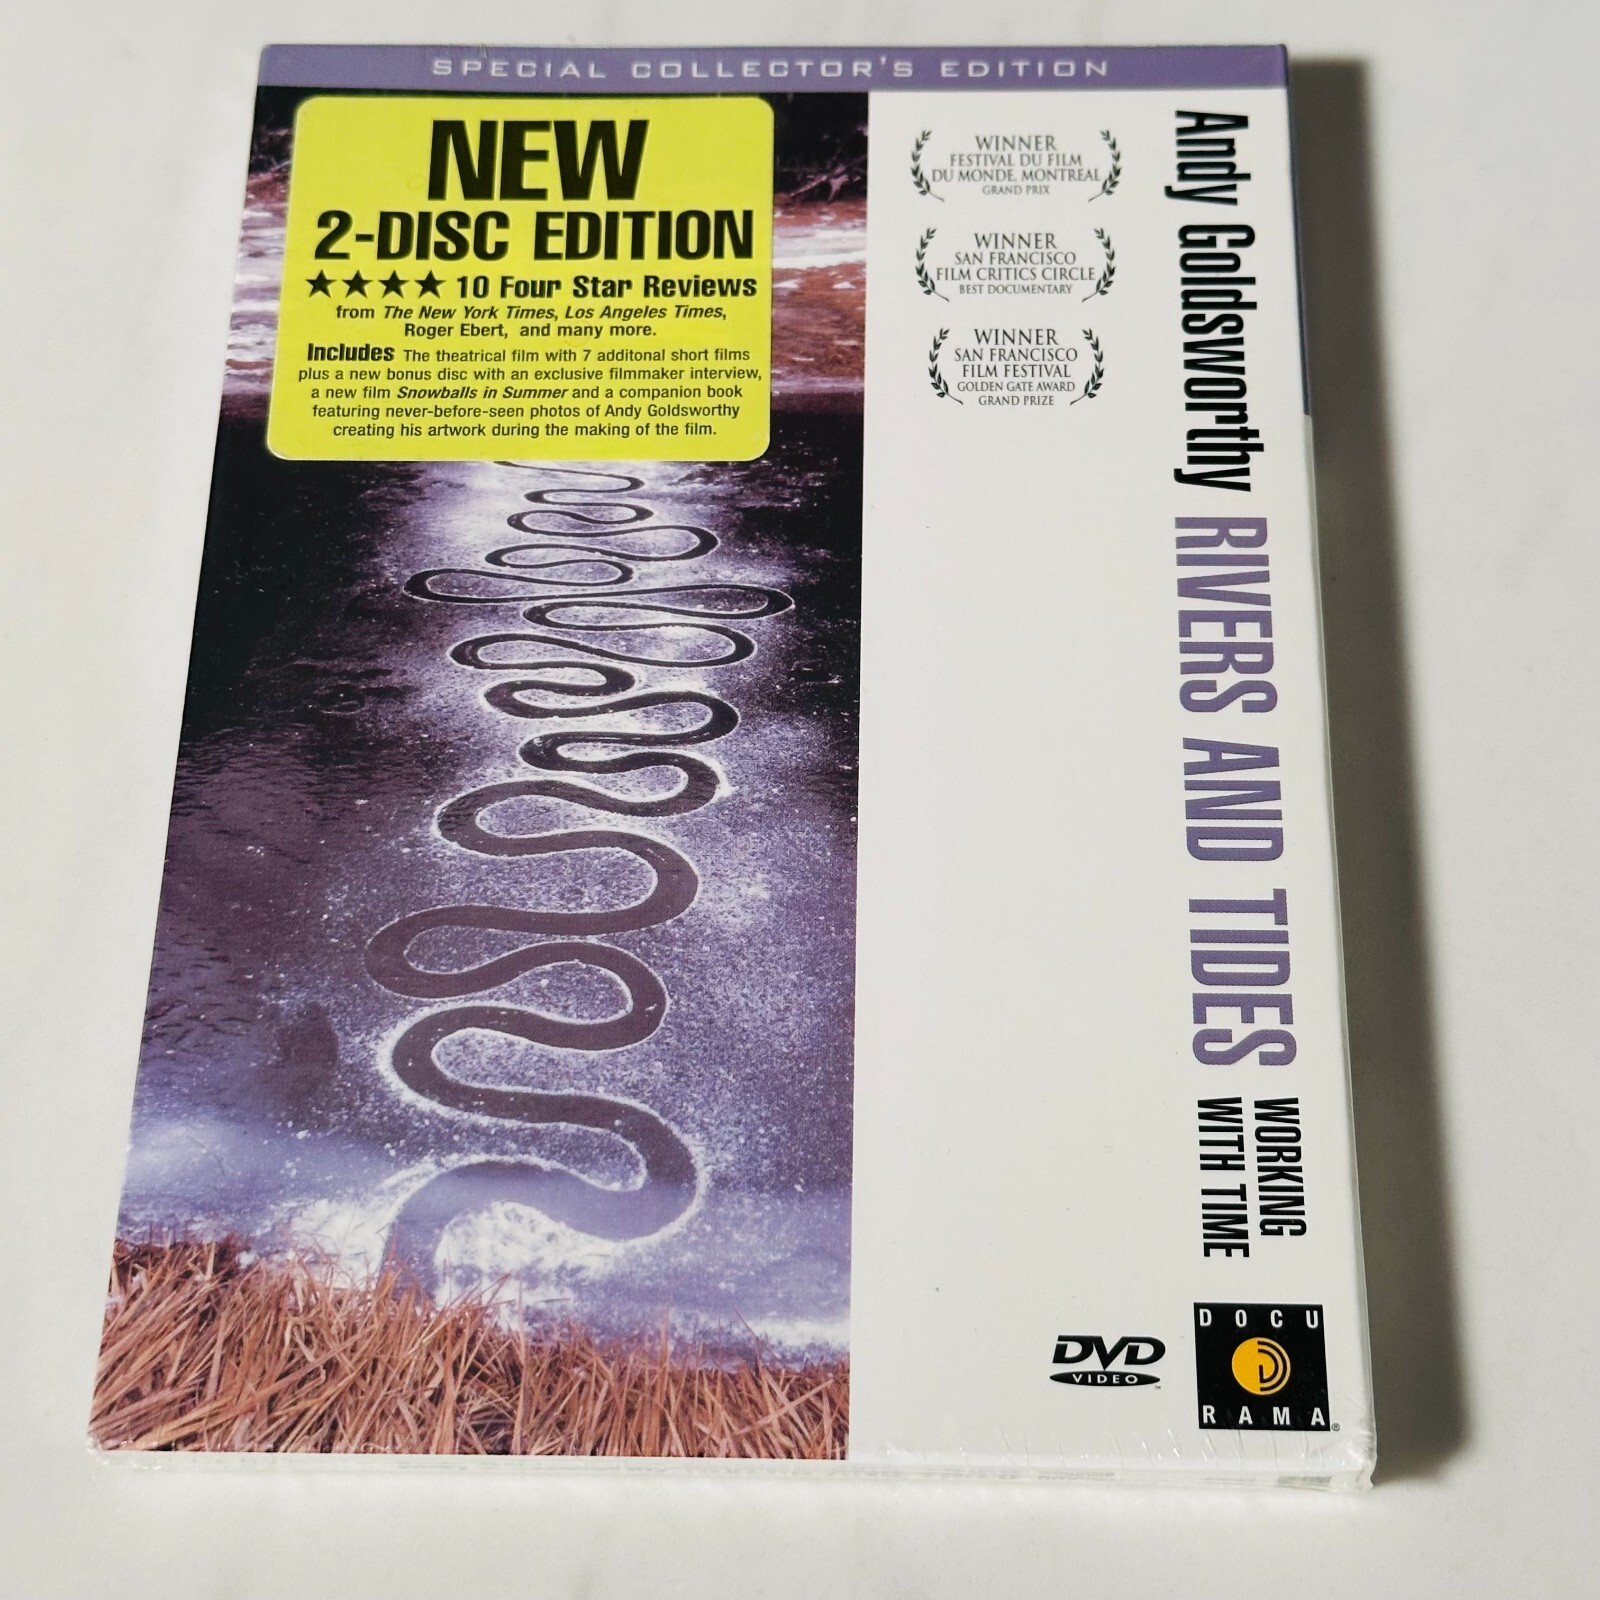 SPECIAL COLLECTOR'S EDITION
NEW
2-DISC EDITION
★★★★ 10 Four Star Reviews
from The New York Times, Los Angeles Times,
Roger Ebert, and many more.
Includes The theatrical film with 7 additonal short films
plus a new bonus disc with an exclusive filmmaker interview,
a new film Snowballs in Summer and a companion book
featuring never-before-seen photos of Andy Goldsworthy
creating his artwork during the making of the film.
WINNER
FESTIVAL DU FILM
DU MONDE, MONTREAL
GRAND PRIX
WINNER
SAN FRANCISCO
FILM CRITICS CIRCLE
BEST DOCUMENTARY
WINNER
SAN FRANCISCO
FILM FESTIVAL
GOLDEN GATE AWARD
GRAND PRIZE
Andy Goldsworthy RIVERS AND TIDES
WORKING
WITH TIME
DVD
VIDEO™
DOCU
RAMA®